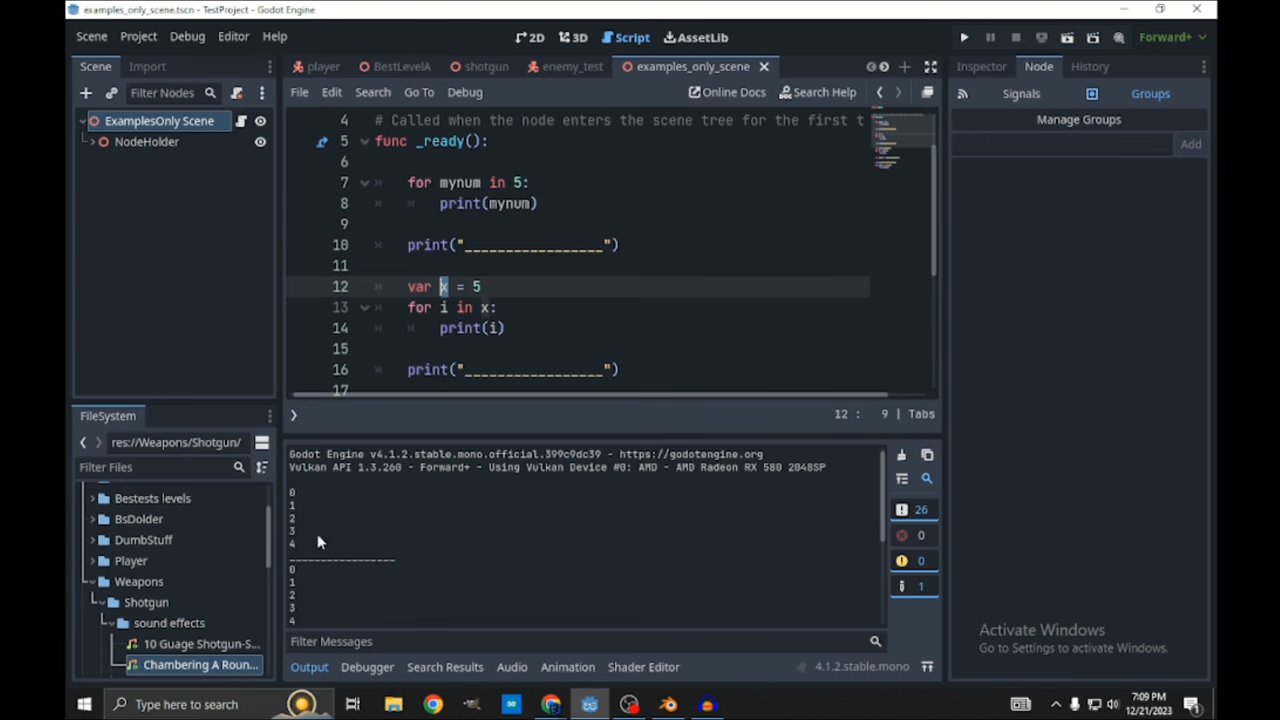 examples_only_scene.tscn - TestProject - Godot Engine
Scene Project Debug Editor Help
2D 3D Script AssetLib
Forward+
Scene Import
player BestLevelA shotgun enemy_test examples_only_scene
Inspector Node History
Filter Nodes
File Edit Search Go To Debug
Online Docs Search Help
Signals Groups
ExamplesOnly Scene
NodeHolder
Manage Groups
Add
4 # Called when the node enters the scene tree for the first t
5 func _ready():
6
7 for mynum in 5:
8 print(mynum)
9
10 print("_________________")
11
12 var x = 5
13 for i in x:
14 print(i)
15
16 print("_________________")
17
12 : 9 | Tabs
FileSystem
res://Weapons/Shotgun/
Filter Files
Bestests levels
BsDolder
DumbStuff
Player
Weapons
Shotgun
sound effects
10 Guage Shotgun-S...
Chambering A Roun...
Godot Engine v4.1.2.stable.mono.official.399c9dc39 - https://godotengine.org
Vulkan API 1.3.260 - Forward+ - Using Vulkan Device #0: AMD - AMD Radeon RX 580 2048SP
0
1
2
3
4
_________________
0
1
2
3
4
26
0
0
1
Filter Messages
Output Debugger Search Results Audio Animation Shader Editor
4.1.2.stable.mono
Activate Windows
Go to Settings to activate Windows.
Type here to search
7:09 PM
12/21/2023
1